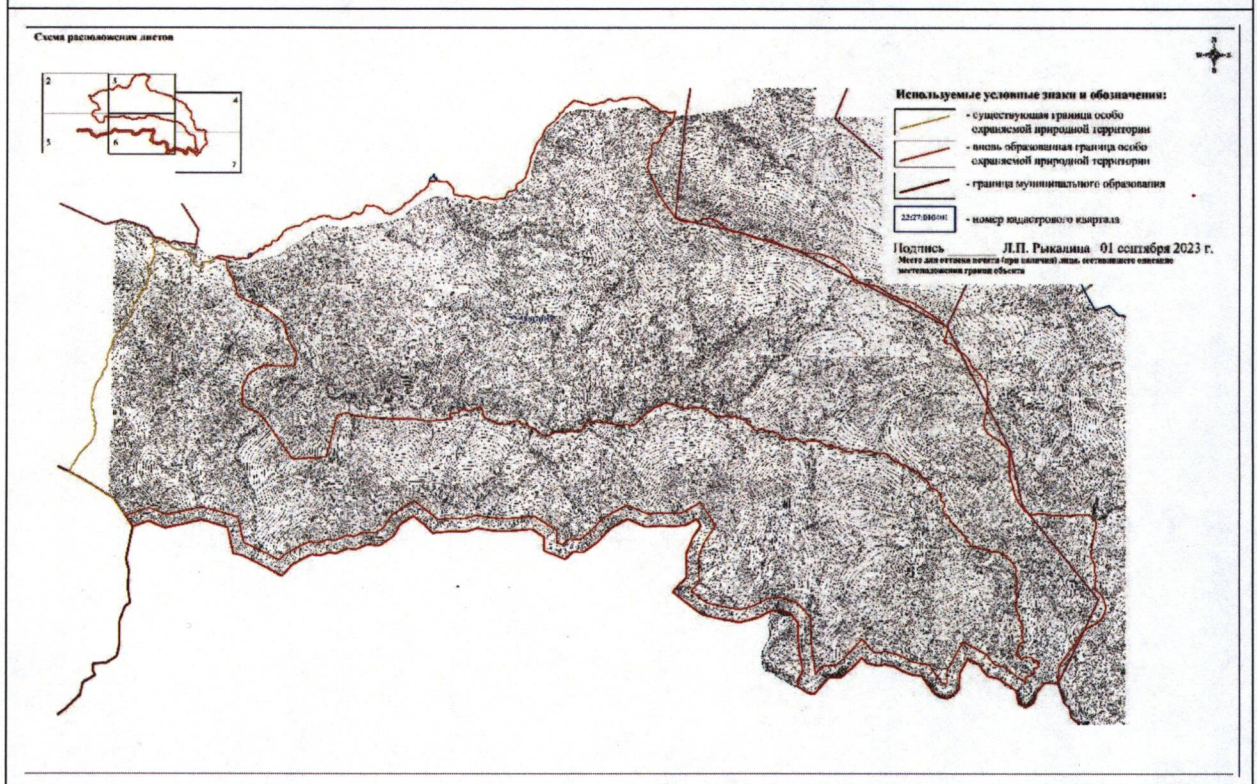 Схема расположения листов
2
3
4
5
6
7
N
Используемые условные знаки и обозначения:
- существующая граница особо
охраняемой природной территории
- вновь образованная граница особо
охраняемой природной территории
- граница муниципального образования
- номер кадастрового квартала
Подпись ________ Л.П. Рыкалина 01 сентября 2023 г.
Место для оттиска печати (при наличии) лица, составившего описание
местоположения границ объекта